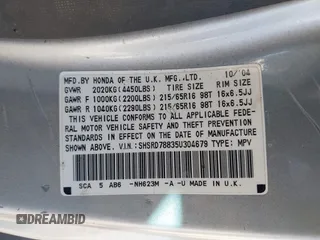 MFD.BY HONDA OF THE U.K. MFG.,LTD. 10/'04
GVWR 2020KG(4450LBS) TIRE SIZE RIM SIZE
GAWR F 1000KG(2200LBS) 215/65R16 98T 16x6.5JJ
GAWR R 1040KG(2290LBS) 215/65R16 98T 16x6.5JJ
THIS VEHICLE CONFORMS TO ALL APPLICABLE FEDE-
RAL MOTOR VEHICLE SAFETY AND THEFT PREVENTION
STANDARDS IN EFFECT ON THE DATE OF MANUFAC-
TURE SHOWN ABOVE.
V.I.N: SHSRD78835U304679 TYPE: MPV
SCA 5 AB6 -NH623M -A -U MADE IN U.K.
RIDESAFELY